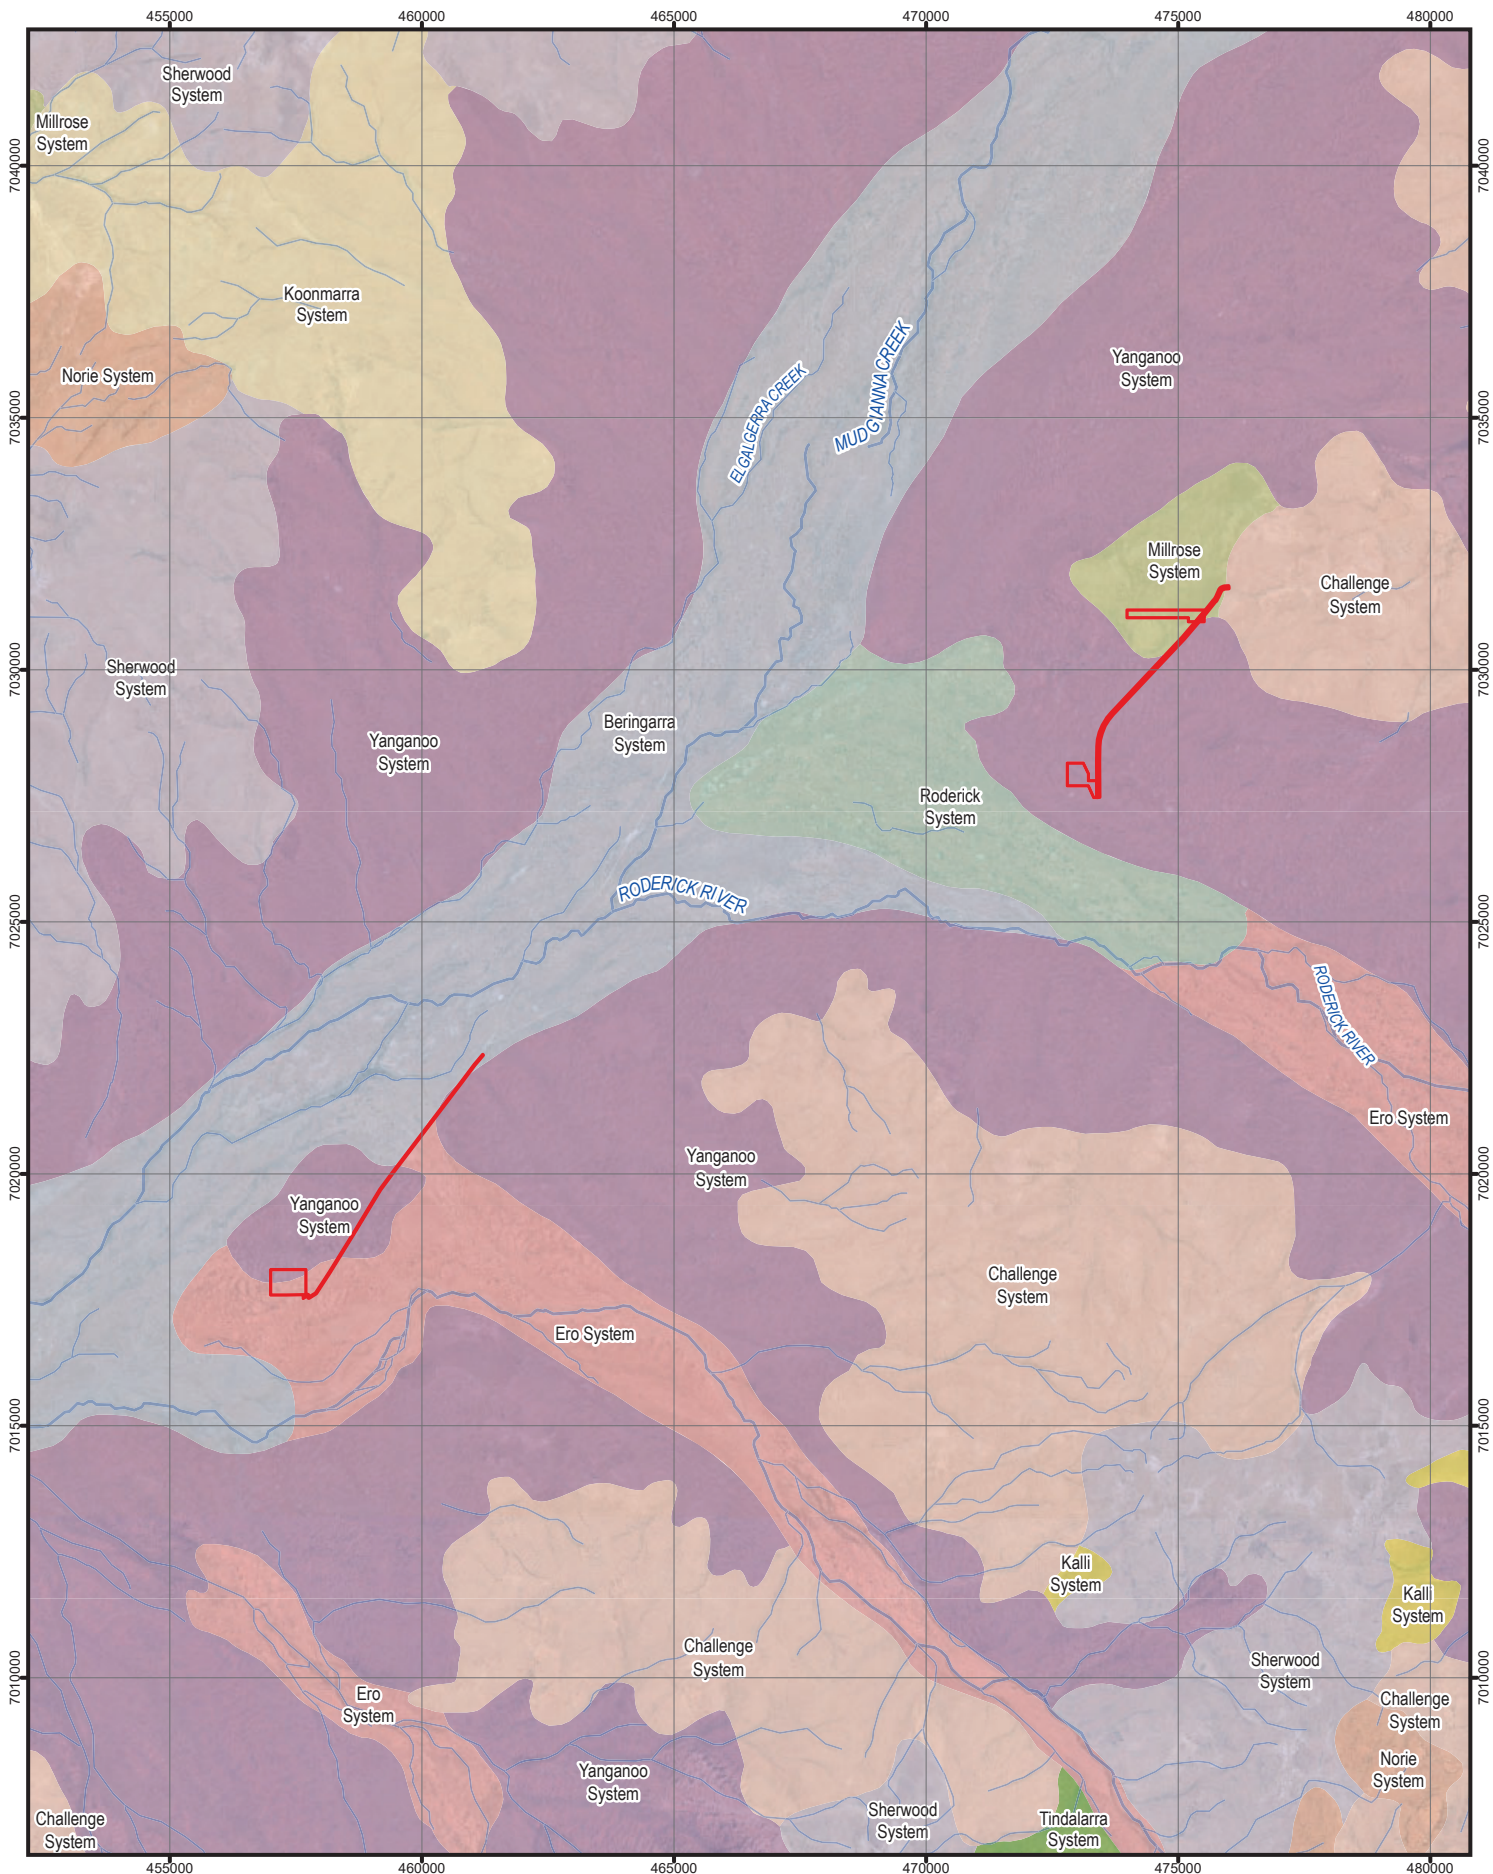 455000
460000
465000
470000
475000
480000
Sherwood
System
Millrose
System
7040000
7040000
Koonmarra
System
Norie System
ELGALGERRA CREEK
MUDGIANNA CREEK
Yanganoo
System
7035000
7035000
Millrose
System
Challenge
System
Sherwood
System
7030000
7030000
Beringarra
System
Yanganoo
System
Roderick
System
RODERICK RIVER
7025000
7025000
RODERICK RIVER
Ero System
Yanganoo
System
7020000
7020000
Yanganoo
System
Challenge
System
Ero System
7015000
7015000
Kalli
System
Kalli
System
Challenge
System
Sherwood
System
7010000
7010000
Ero
System
Challenge
System
Norie
System
Yanganoo
System
Challenge
System
Sherwood
System
Tindalarra
System
455000
460000
465000
470000
475000
480000